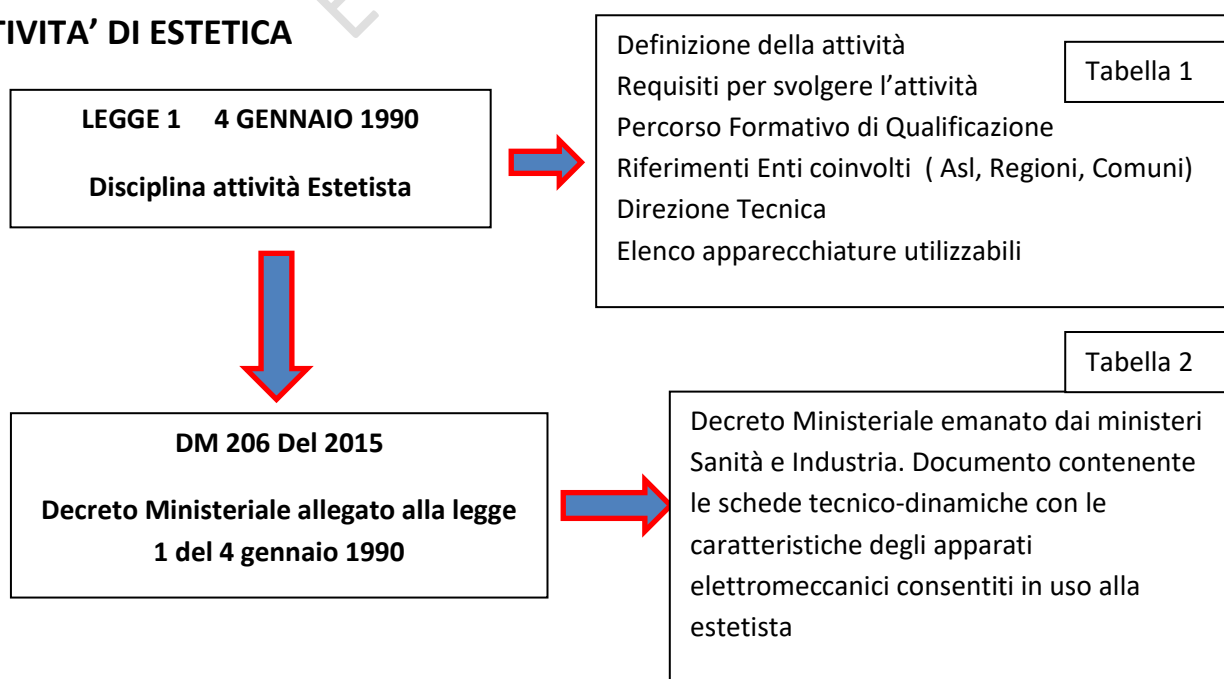 TIVITA’ DI ESTETICA
LEGGE 1 4 GENNAIO 1990
Disciplina attività Estetista
Definizione della attività
Tabella 1
Requisiti per svolgere l’attività
Percorso Formativo di Qualificazione
Riferimenti Enti coinvolti ( Asl, Regioni, Comuni)
Direzione Tecnica
Elenco apparecchiature utilizzabili
Tabella 2
DM 206 Del 2015
Decreto Ministeriale allegato alla legge
1 del 4 gennaio 1990
Decreto Ministeriale emanato dai ministeri
Sanità e Industria. Documento contenente
le schede tecnico-dinamiche con le
caratteristiche degli apparati
elettromeccanici consentiti in uso alla
estetista